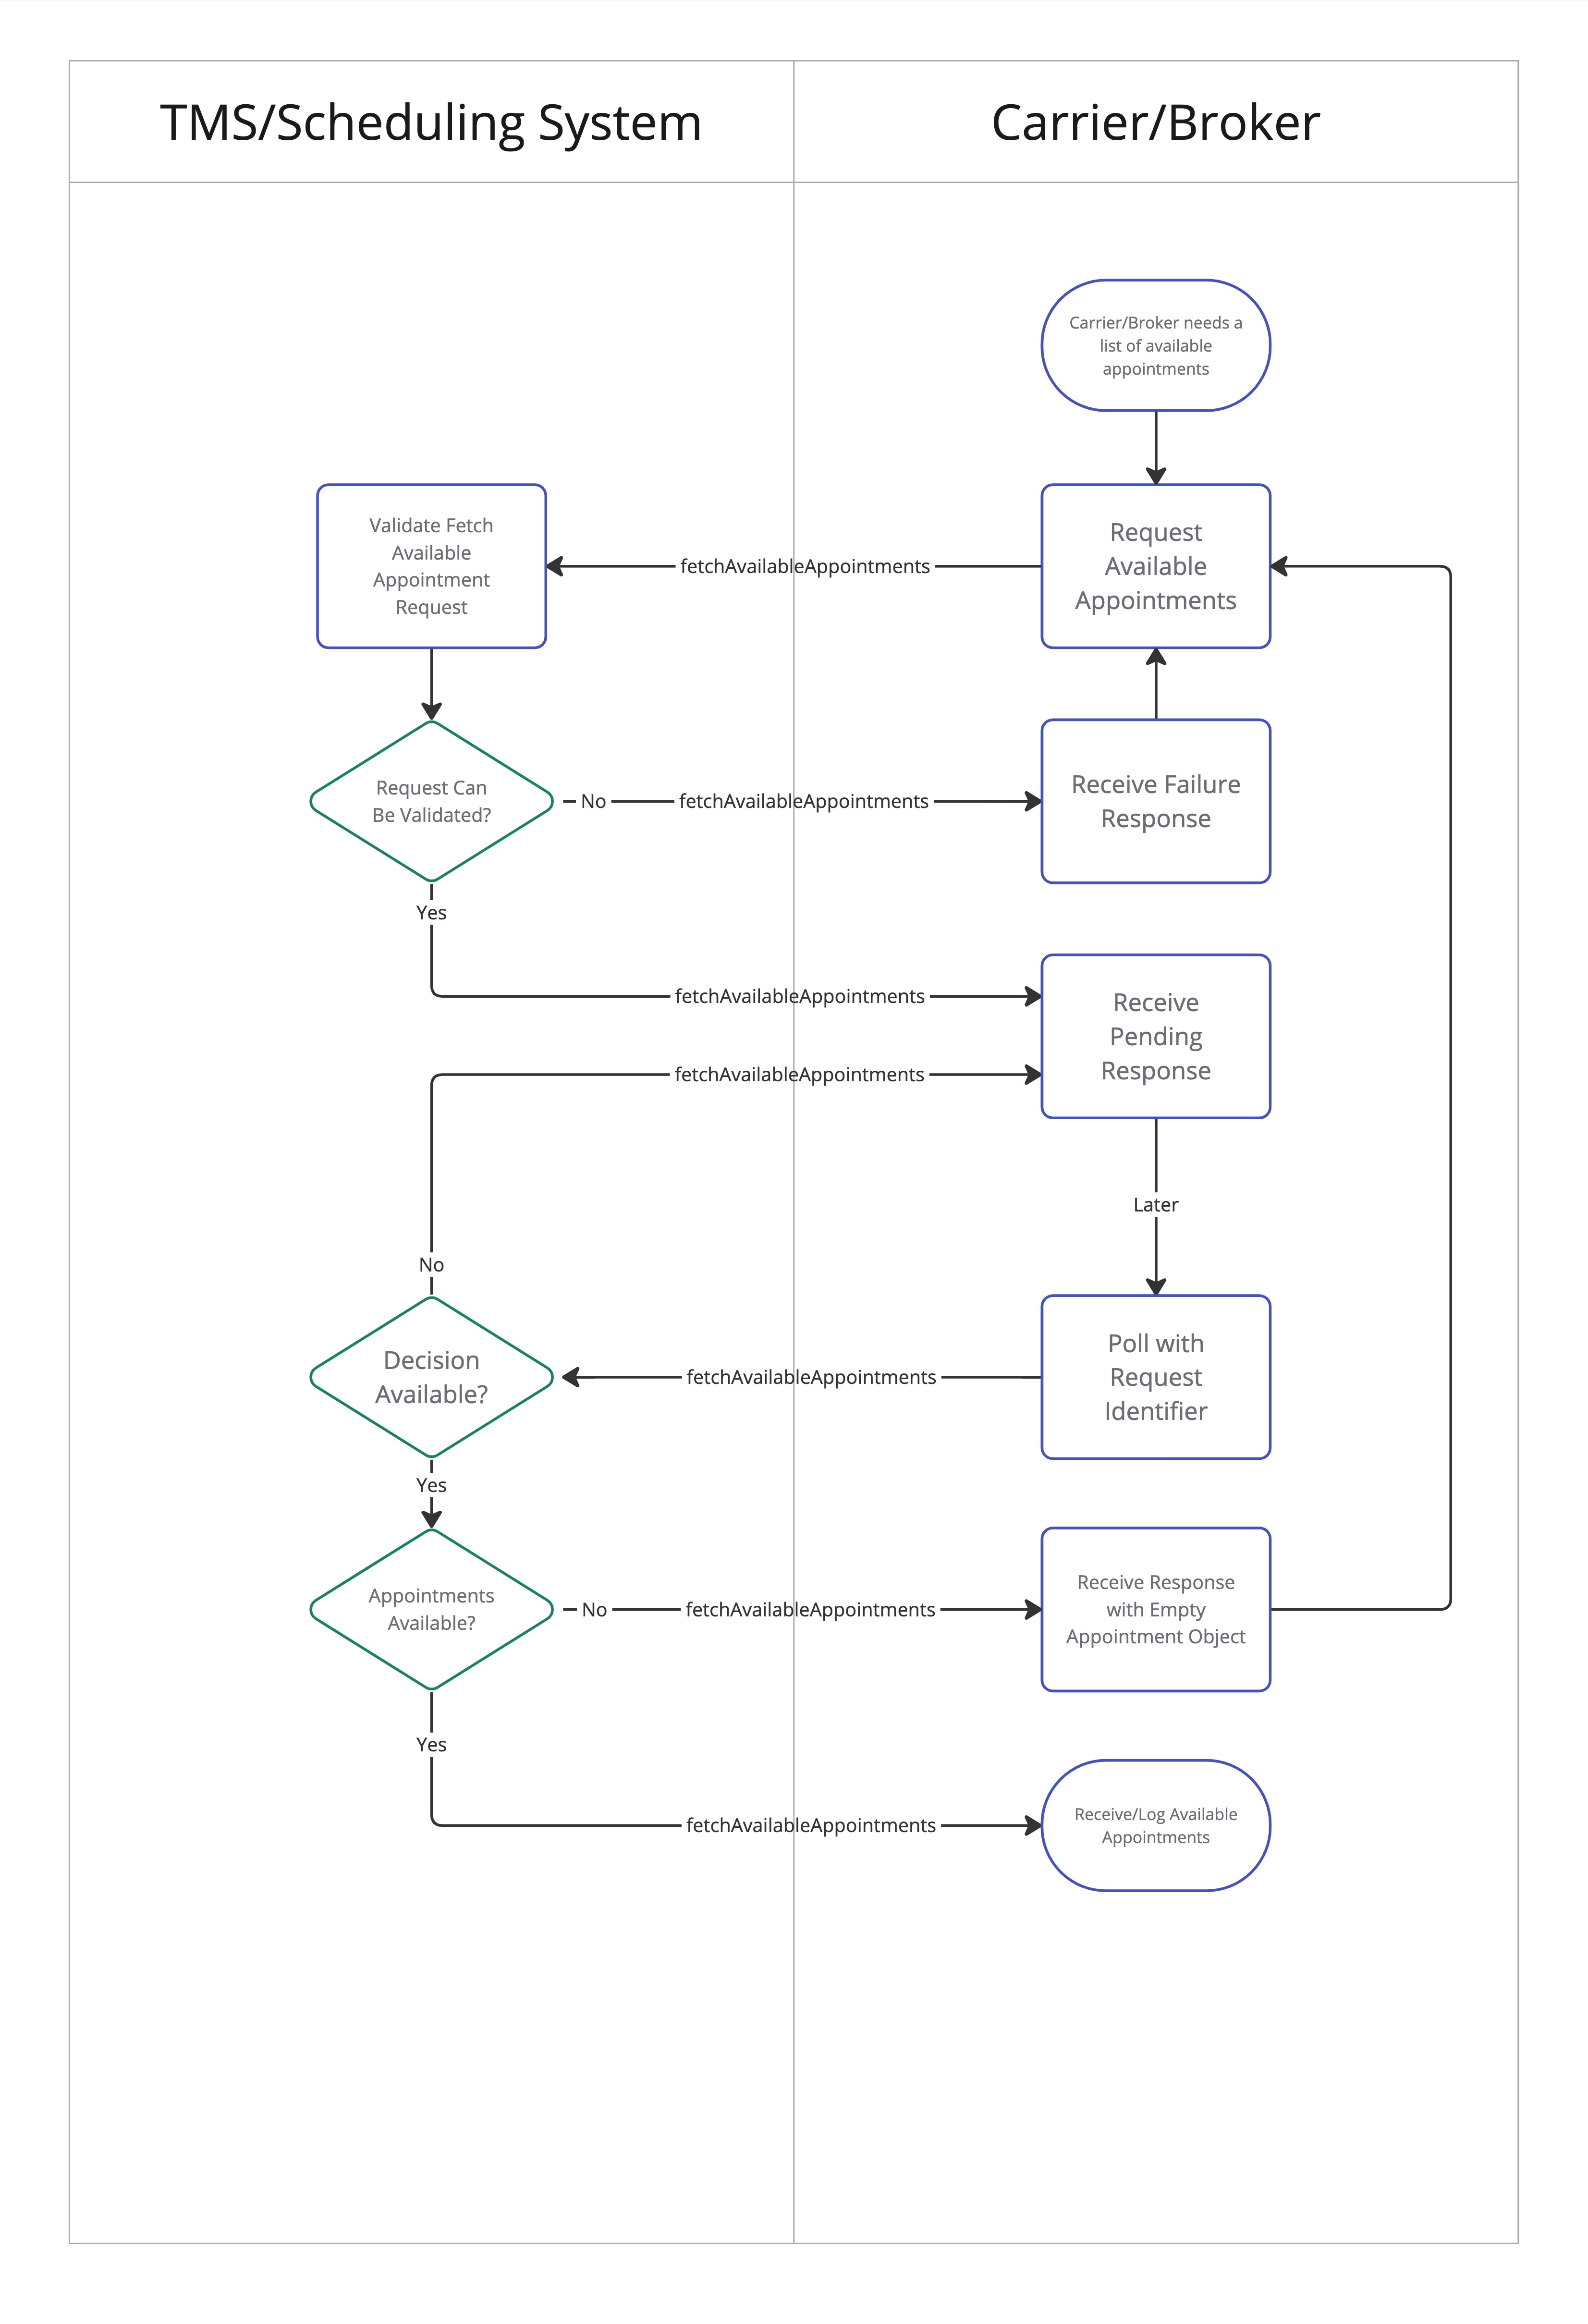 TMS/Scheduling System
Carrier/Broker
Carrier/Broker needs a
list of available
appointments
Validate Fetch
Available
Appointment
Request
fetchAvailableAppointments
Request
Available
Appointments
Request Can
Be Validated?
No
fetchAvailableAppointments
Receive Failure
Response
Yes
fetchAvailableAppointments
Receive
Pending
Response
fetchAvailableAppointments
Later
No
Decision
Available?
fetchAvailableAppointments
Poll with
Request
Identifier
Yes
Appointments
Available?
No
fetchAvailableAppointments
Receive Response
with Empty
Appointment Object
Yes
fetchAvailableAppointments
Receive/Log Available
Appointments